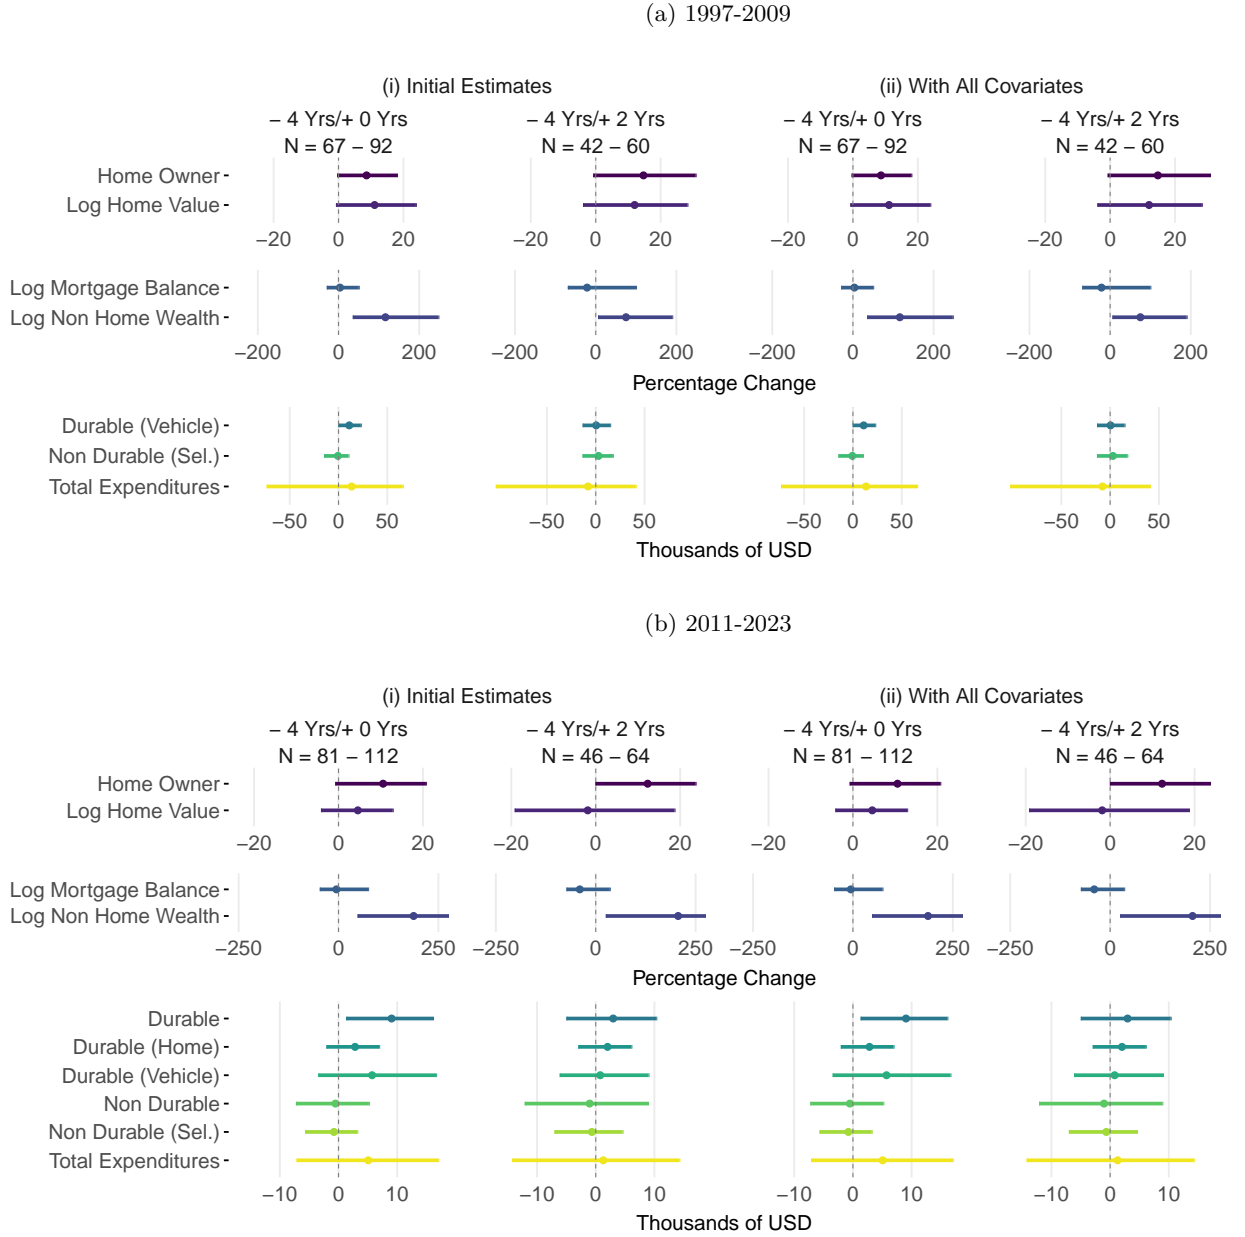 (a) 1997-2009
(i) Initial Estimates (ii) With All Covariates
− 4 Yrs/+ 0 Yrs − 4 Yrs/+ 2 Yrs − 4 Yrs/+ 0 Yrs − 4 Yrs/+ 2 Yrs
N = 67 − 92 N = 42 − 60 N = 67 − 92 N = 42 − 60
Home Owner
Log Home Value
−20 0 20 −20 0 20 −20 0 20 −20 0 20
Log Mortgage Balance
Log Non Home Wealth
−200 0 200 −200 0 200 −200 0 200 −200 0 200
Percentage Change
Durable (Vehicle)
Non Durable (Sel.)
Total Expenditures
−50 0 50 −50 0 50 −50 0 50 −50 0 50
Thousands of USD
(b) 2011-2023
(i) Initial Estimates (ii) With All Covariates
− 4 Yrs/+ 0 Yrs − 4 Yrs/+ 2 Yrs − 4 Yrs/+ 0 Yrs − 4 Yrs/+ 2 Yrs
N = 81 − 112 N = 46 − 64 N = 81 − 112 N = 46 − 64
Home Owner
Log Home Value
−20 0 20 −20 0 20 −20 0 20 −20 0 20
Log Mortgage Balance
Log Non Home Wealth
−250 0 250 −250 0 250 −250 0 250 −250 0 250
Percentage Change
Durable
Durable (Home)
Durable (Vehicle)
Non Durable
Non Durable (Sel.)
Total Expenditures
−10 0 10 −10 0 10 −10 0 10 −10 0 10
Thousands of USD